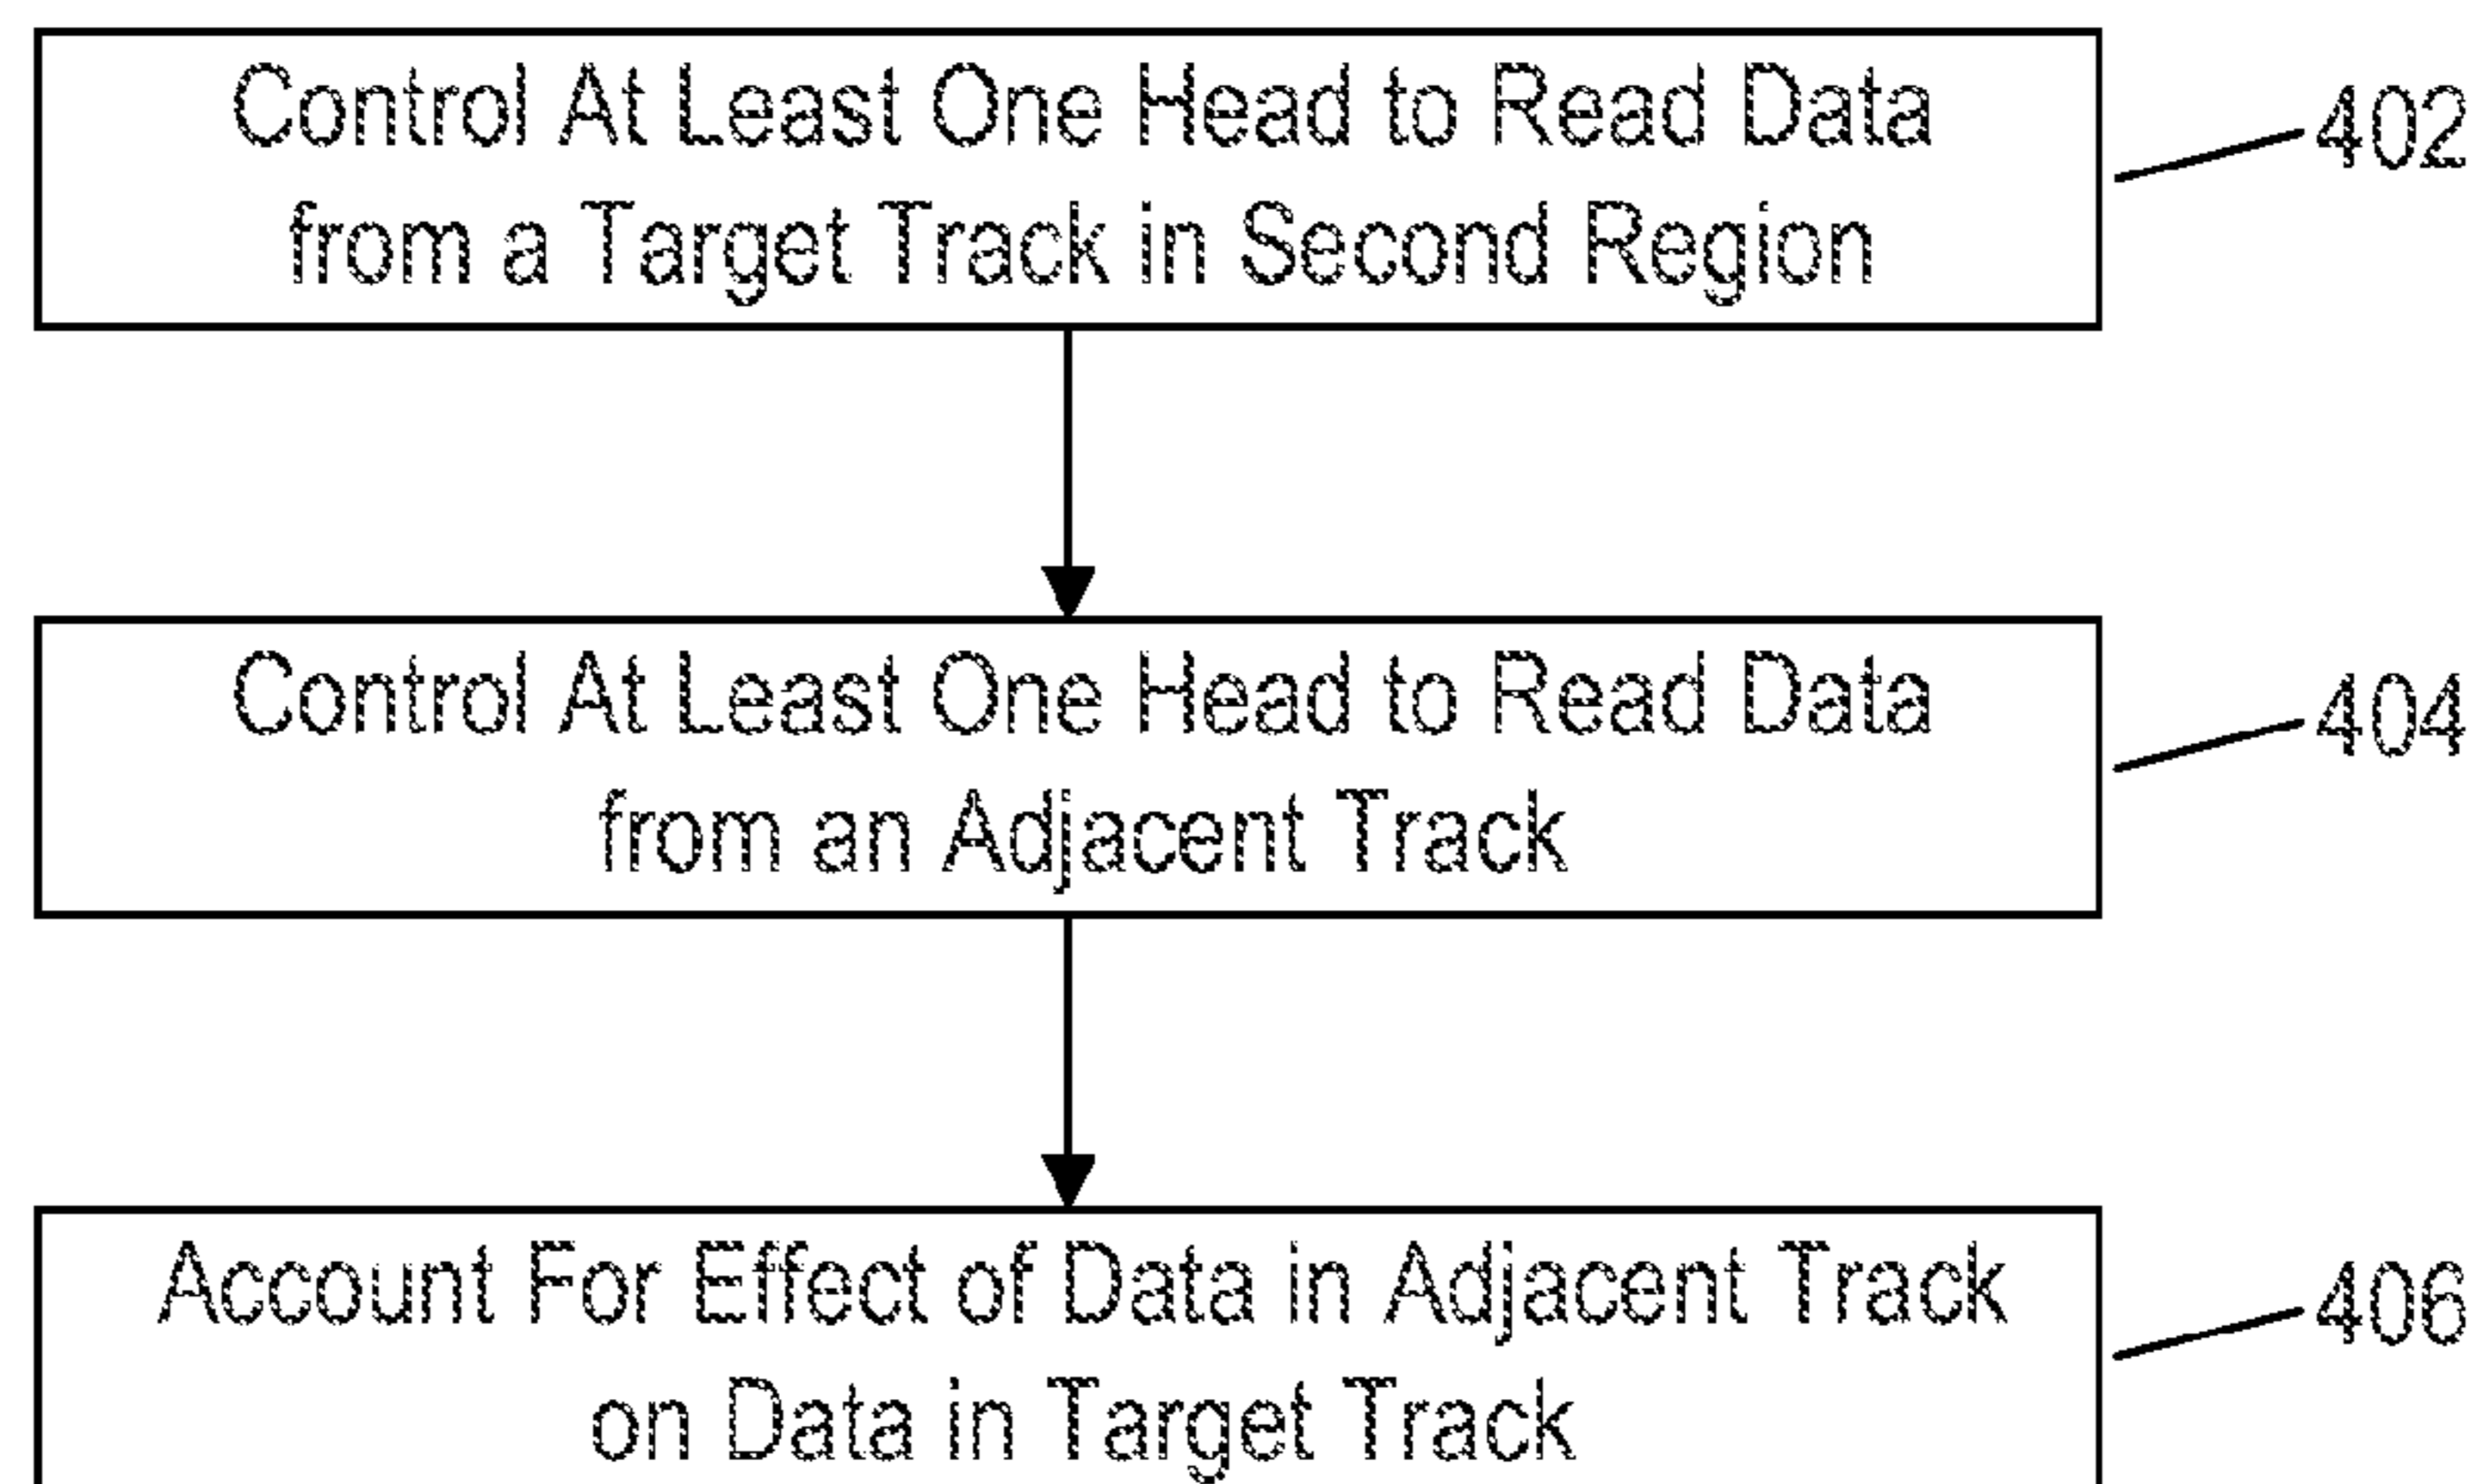 Control At Least One Head to Read Data
from a Target Track in Second Region
402
Control At Least One Head to Read Data
from an Adjacent Track
404
Account For Effect of Data in Adjacent Track
on Data in Target Track
406